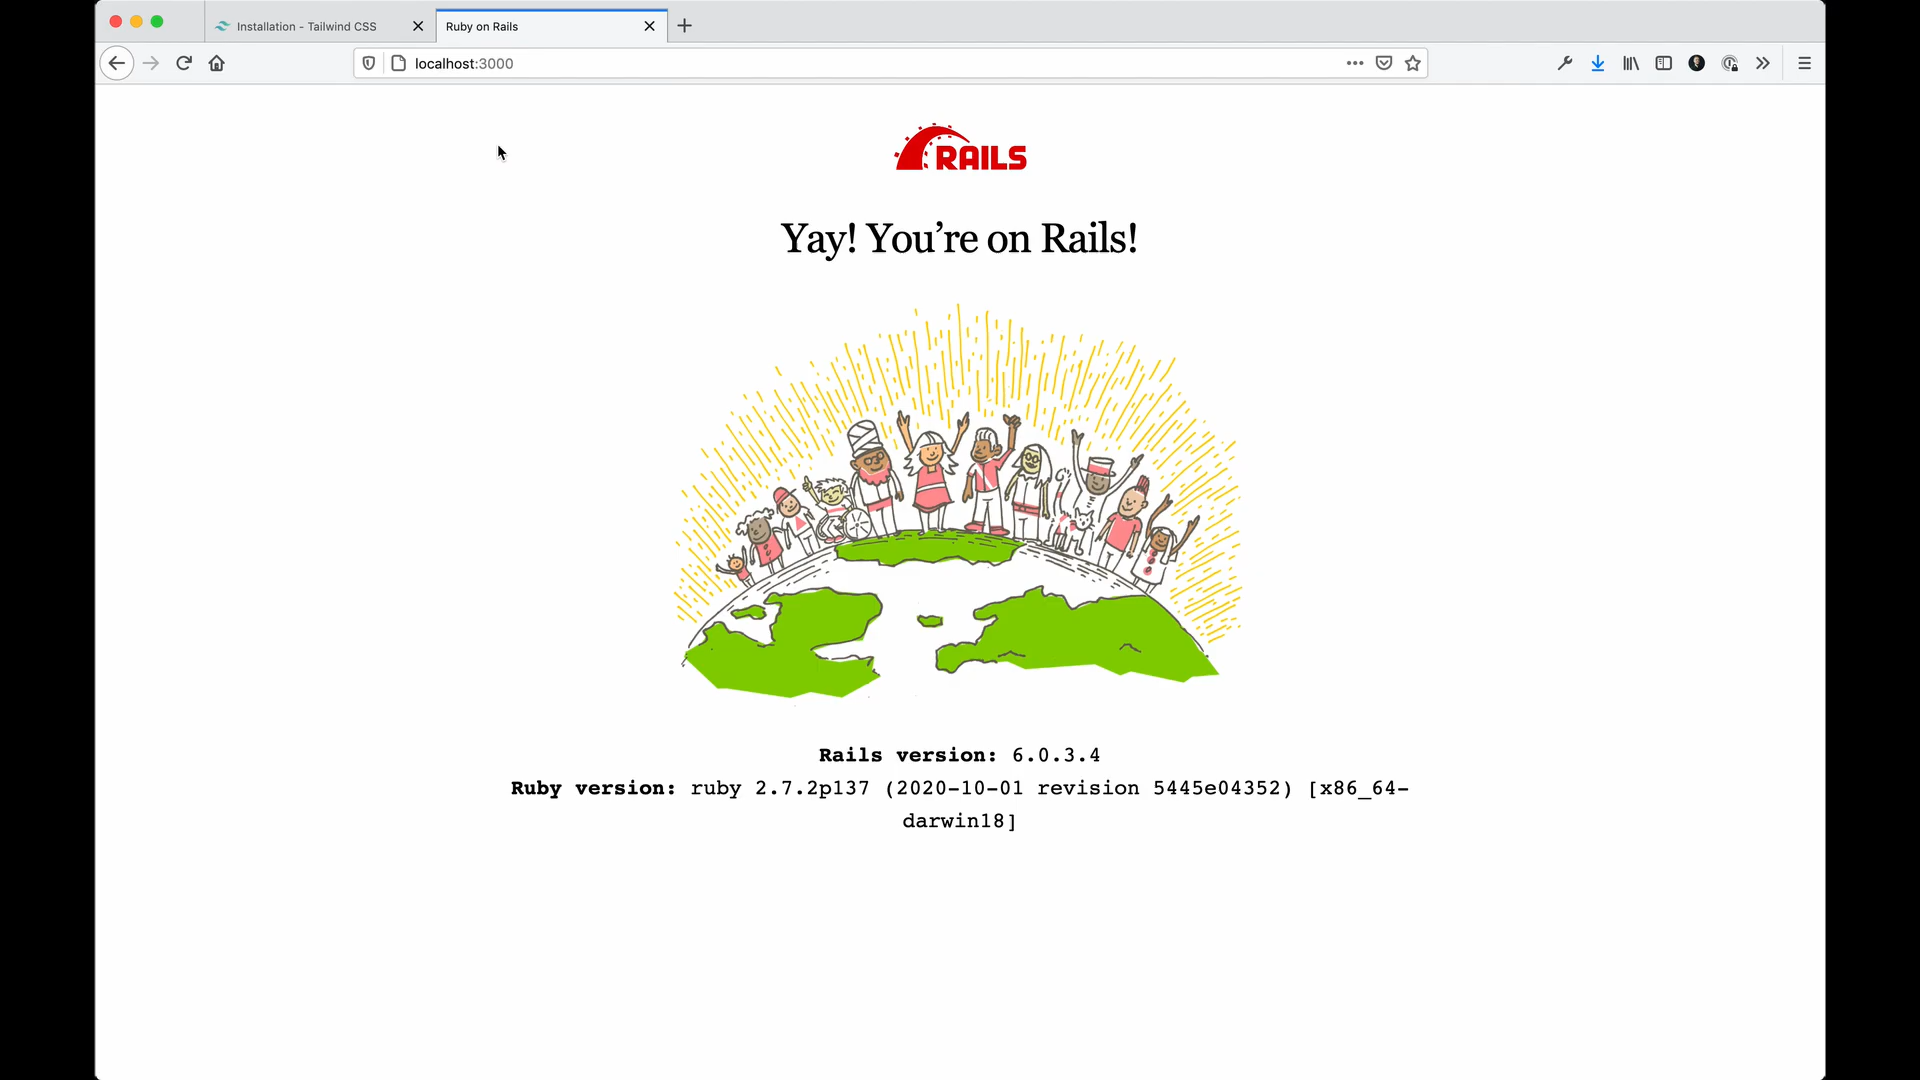 Installation - Tailwind CSS
Ruby on Rails
localhost:3000
RAILS
Yay! You’re on Rails!
Rails version: 6.0.3.4
Ruby version: ruby 2.7.2p137 (2020-10-01 revision 5445e04352) [x86_64-
darwin18]